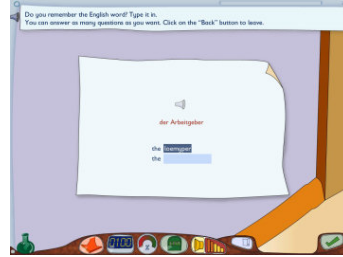 Do you remember the English word? Type it in.
You can answer as many questions as you want. Click on the "Back" button to leave.
der Arbeitgeber
the
the